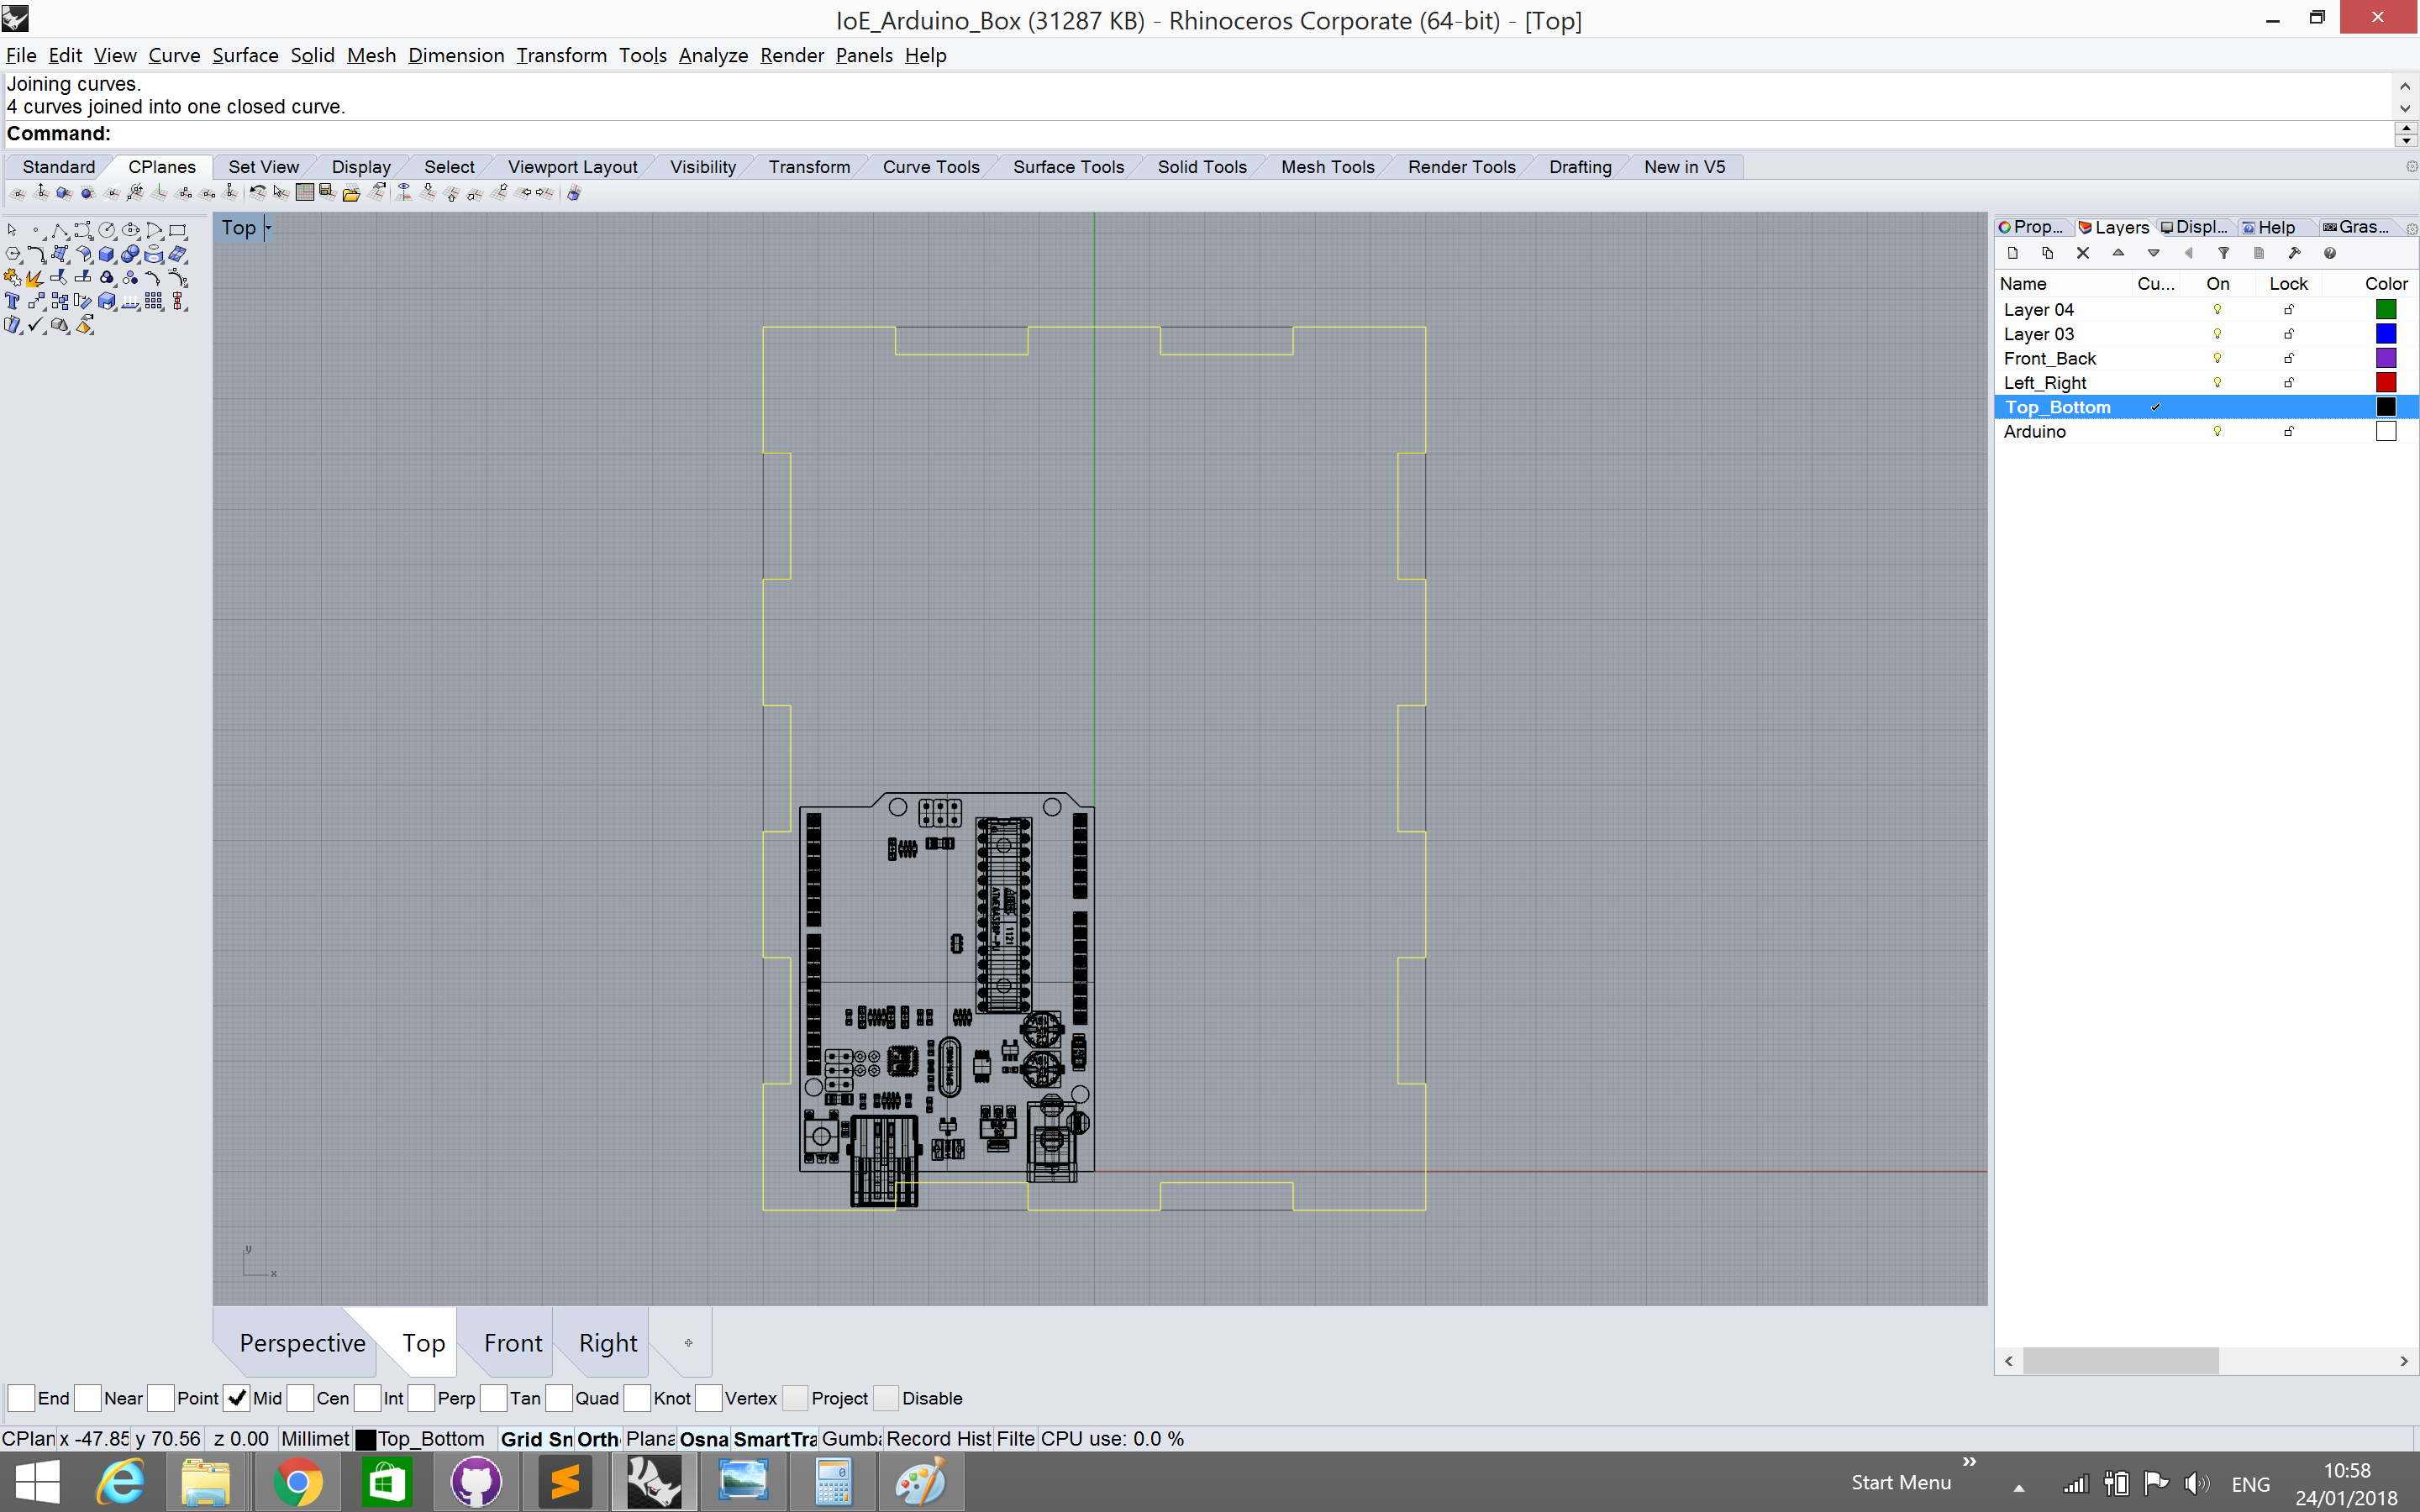 IoE_Arduino_Box (31287 KB) - Rhinoceros Corporate (64-bit) - [Top]
File Edit View Curve Surface Solid Mesh Dimension Transform Tools Analyze Render Panels Help
Joining curves.
4 curves joined into one closed curve.
Command:
Standard CPlanes Set View Display Select Viewport Layout Visibility Transform Curve Tools Surface Tools Solid Tools Mesh Tools Render Tools Drafting New in V5
Top
Prop... Layers Displ... Help Gras...
Name Cu... On Lock Color
Layer 04
Layer 03
Front_Back
Left_Right
Top_Bottom
Arduino
1121
y
x
Perspective Top Front Right
End Near Point Mid Cen Int Perp Tan Quad Knot Vertex Project Disable
CPlan x -47.85 y 70.56 z 0.00 Millimet Top_Bottom Grid Sn Orth Plana Osna SmartTra Gumba Record Hist Filte CPU use: 0.0 %
Start Menu
ENG
10:58
24/01/2018